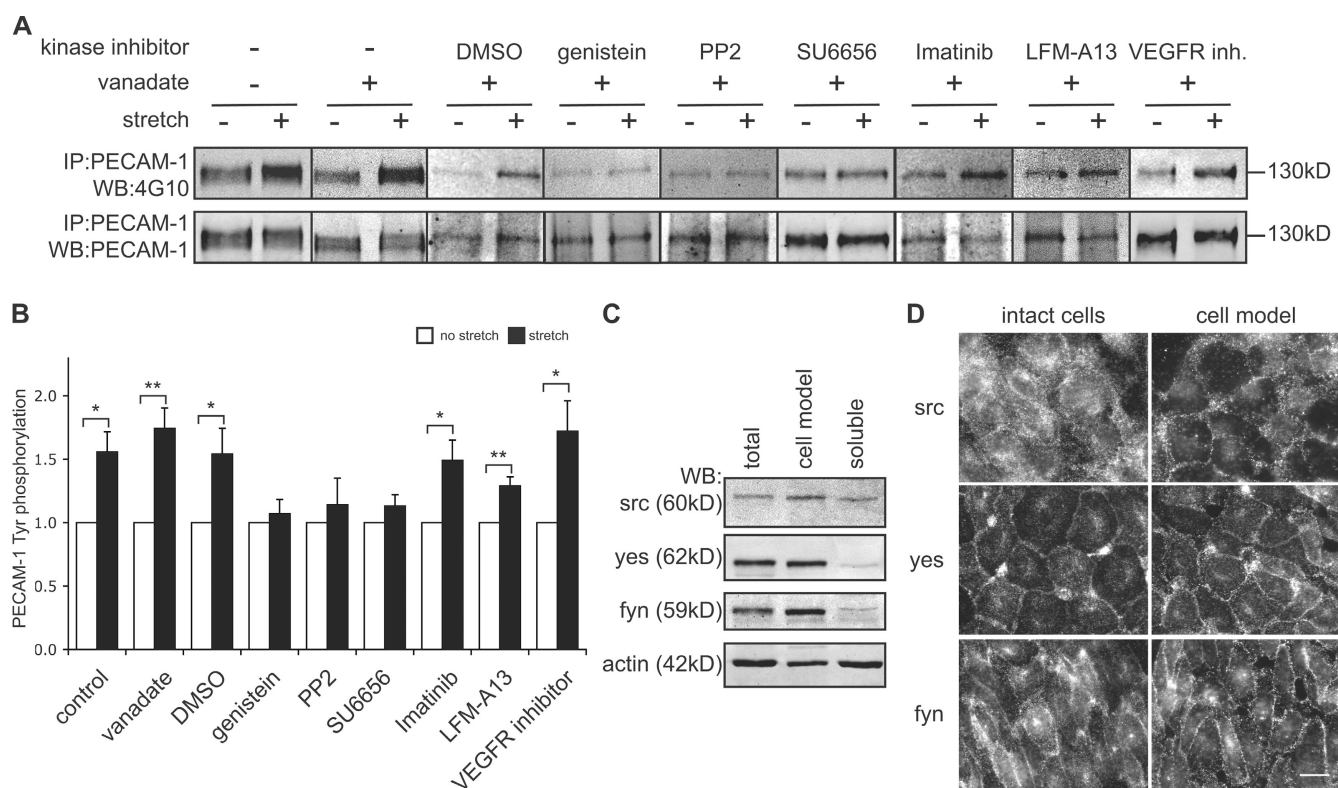 A
kinase inhibitor - - DMSO genistein PP2 SU6656 Imatinib LFM-A13 VEGFR inh.
vanadate - + + + + + + + +
stretch - + - + - + - + - + - + - + - + - +
IP:PECAM-1
WB:4G10
130kD
IP:PECAM-1
WB:PECAM-1
130kD
B
no stretch stretch
PECAM-1 Tyr phosphorylation
2.0
1.5
1.0
0.5
0.0
* ** * * ** *
control vanadate DMSO genistein PP2 SU6656 Imatinib LFM-A13 VEGFR inhibitor
C
total cell model soluble
WB:
src (60kD)
yes (62kD)
fyn (59kD)
actin (42kD)
D
intact cells cell model
src
yes
fyn